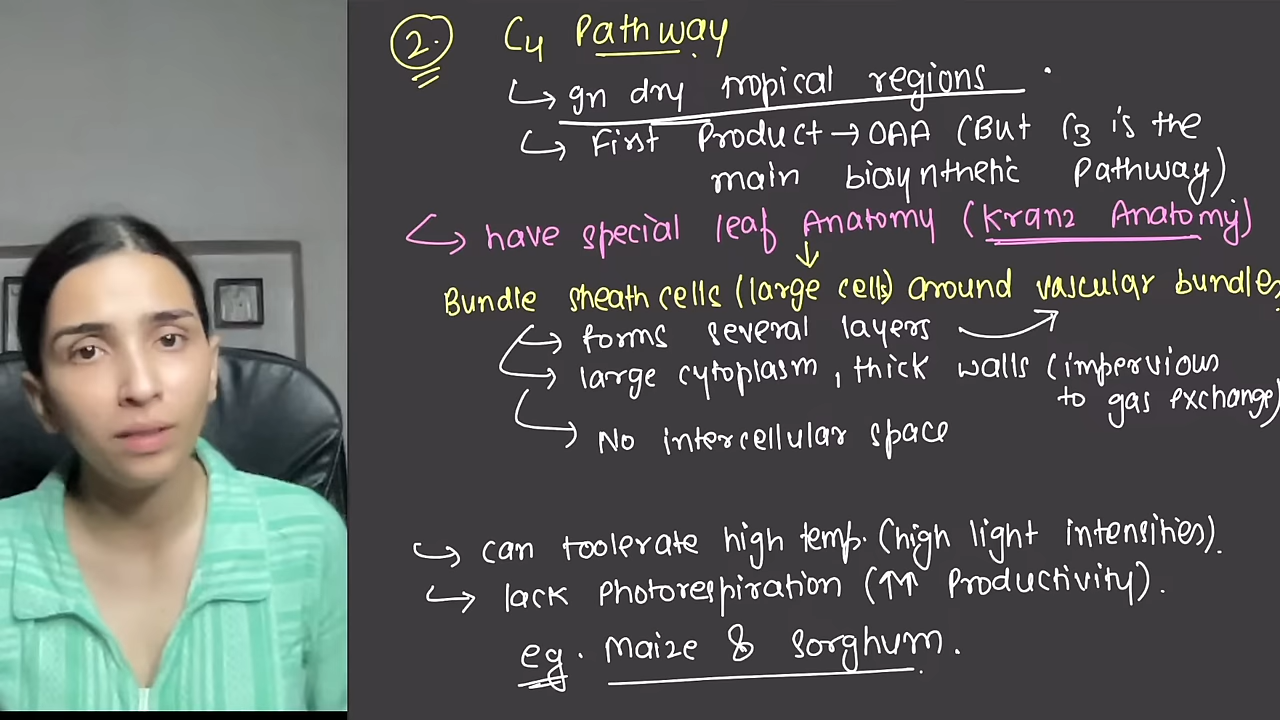 2. C4 Pathway
↳ In dry tropical regions
↳ First Product → OAA (But C3 is the
main biosynthetic Pathway)
↳ have special leaf Anatomy (Kranz Anatomy)
↓
Bundle sheath cells (large cells) around vascular bundles
↳ forms several layers
↳ large cytoplasm, thick walls (impervious
to gas exchange)
↳ No intercellular space
↳ can toolerate high temp. (high light intensities).
↳ lack Photorespiration (↑↑ Productivity).
eg. Maize & Sorghum.